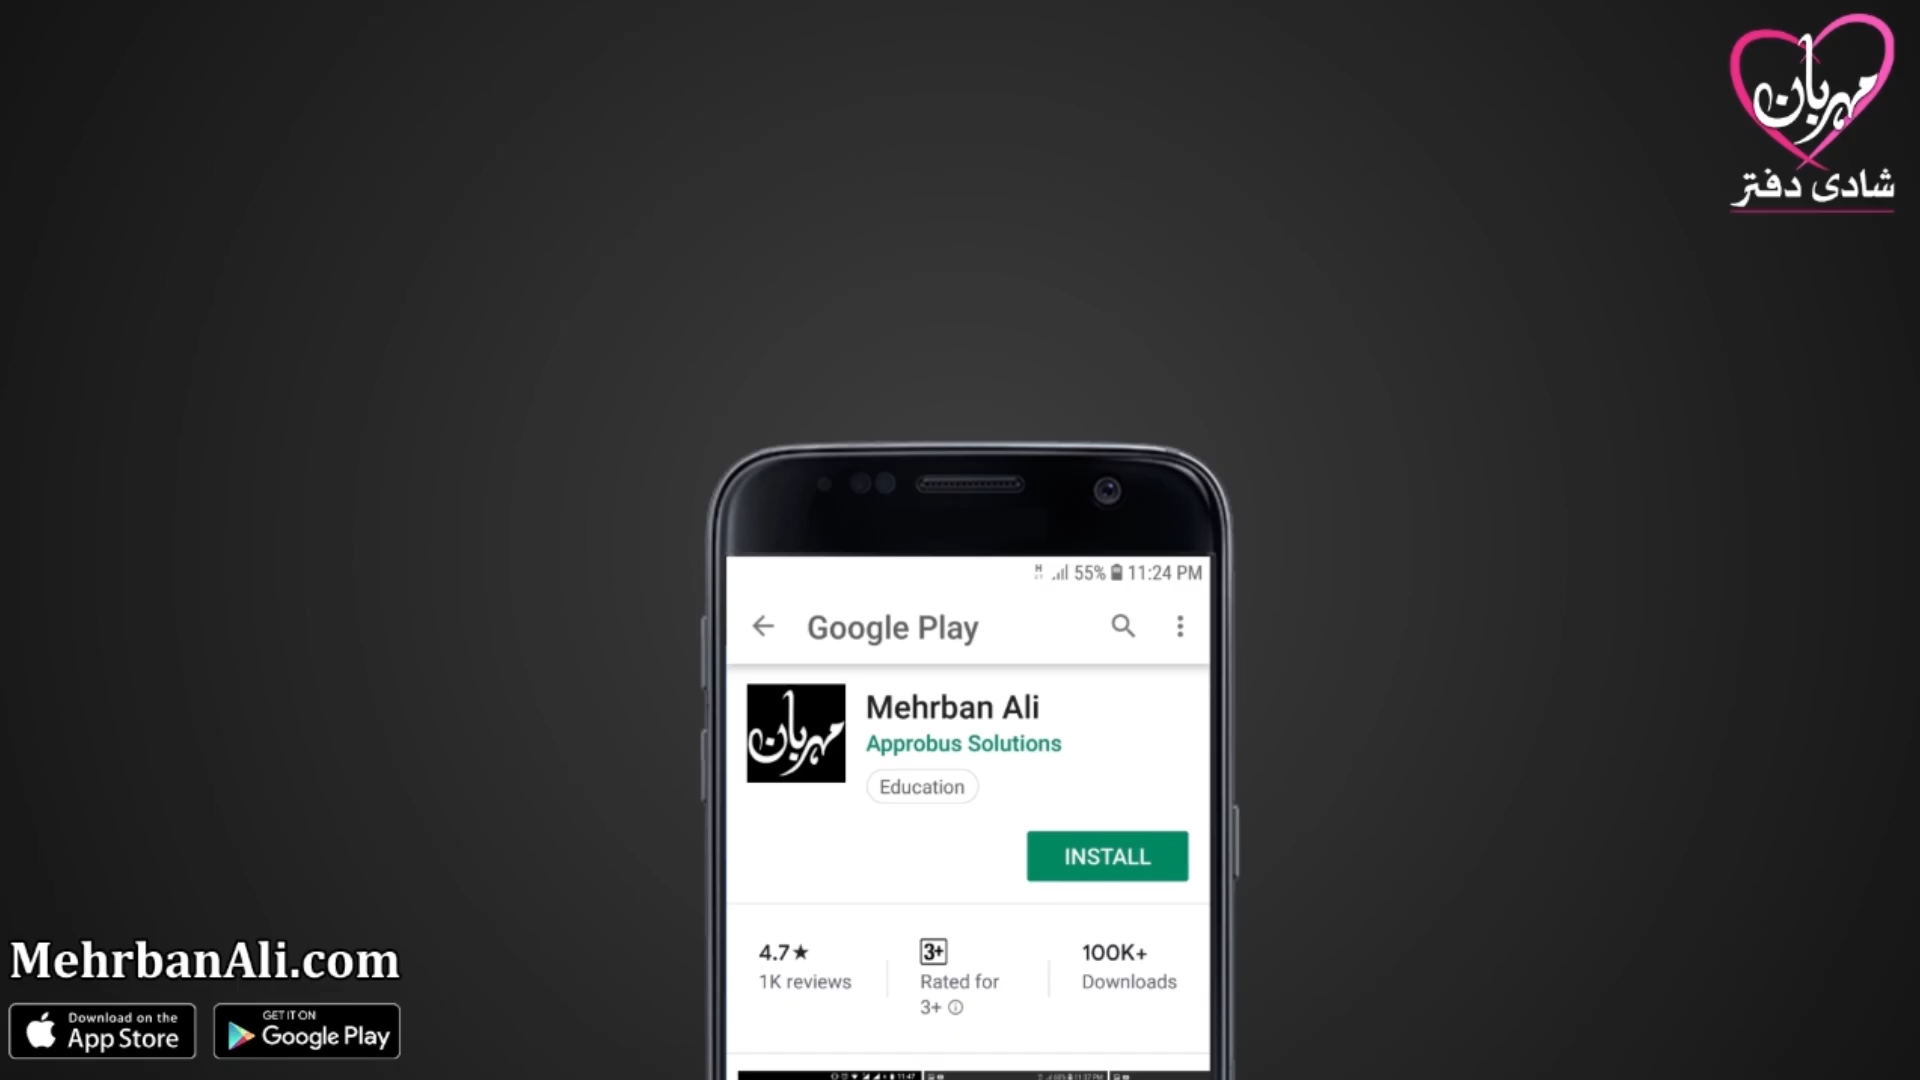 مہربان
شادی دفتر
55% 11:24 PM
Google Play
مہربان
Mehrban Ali
Approbus Solutions
Education
INSTALL
4.7★
1K reviews
3+
Rated for
3+
100K+
Downloads
MehrbanAli.com
Download on the
App Store
GET IT ON
Google Play